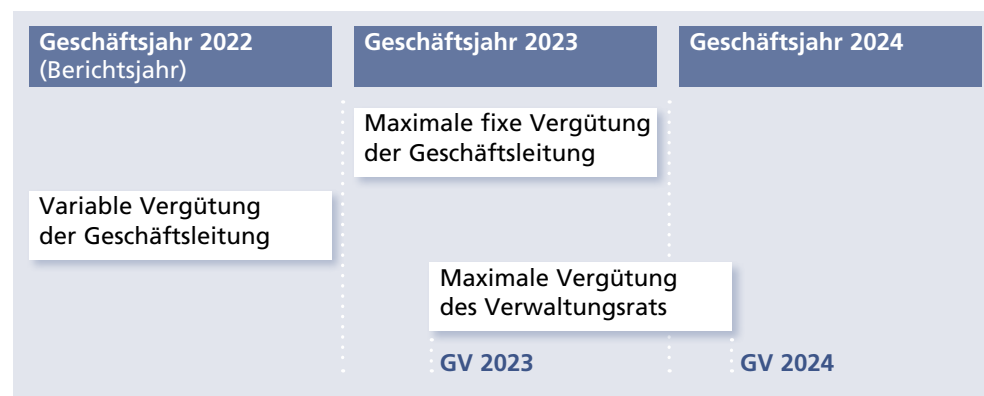 Geschäftsjahr 2022
(Berichtsjahr)
Geschäftsjahr 2023
Geschäftsjahr 2024
Maximale fixe Vergütung
der Geschäftsleitung
Variable Vergütung
der Geschäftsleitung
Maximale Vergütung
des Verwaltungsrats
GV 2023
GV 2024